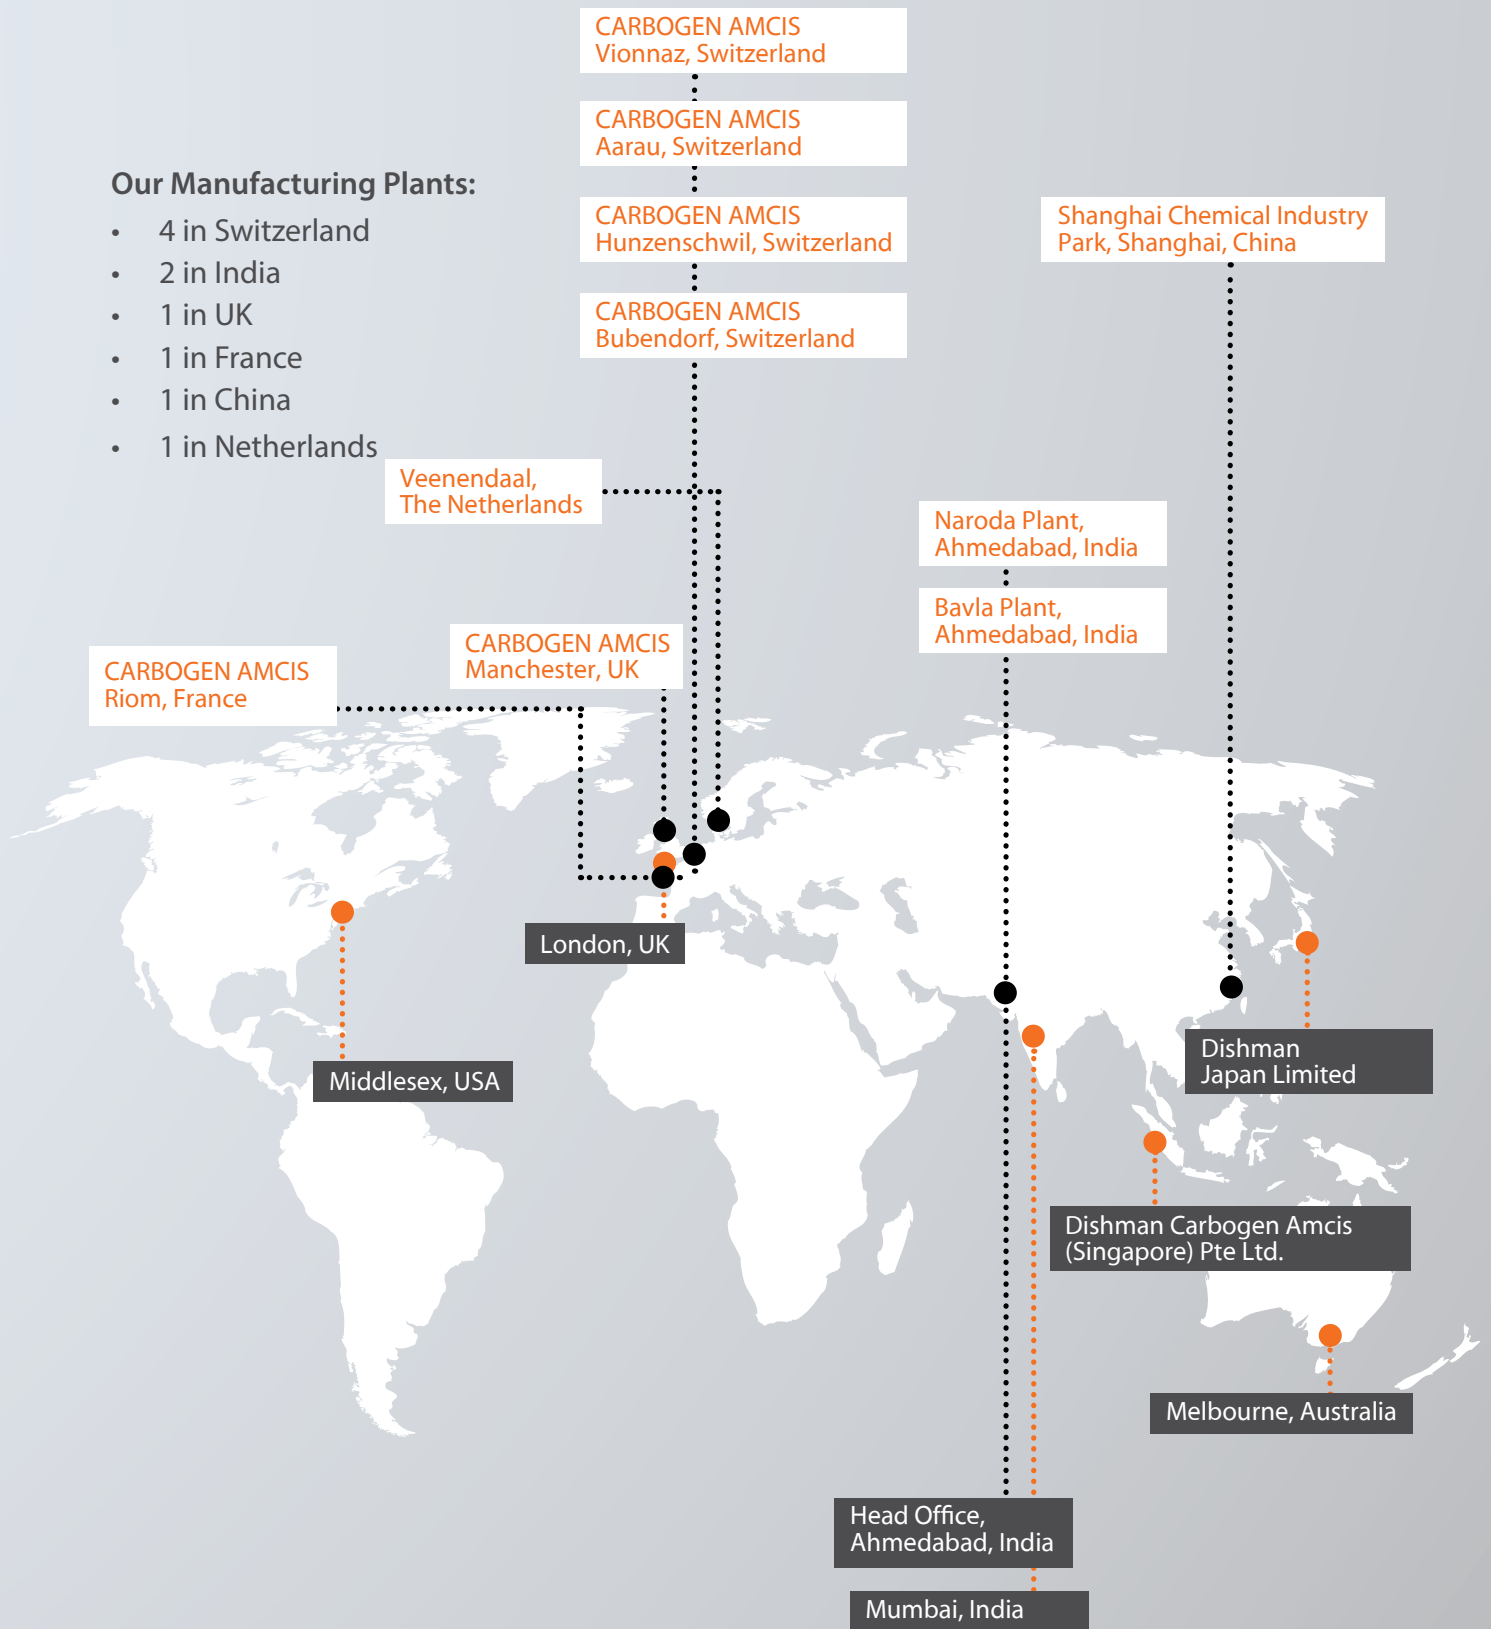 CARBOGEN AMCIS
Vionnaz, Switzerland
CARBOGEN AMCIS
Aarau, Switzerland
Our Manufacturing Plants:
• 4 in Switzerland
• 2 in India
• 1 in UK
• 1 in France
• 1 in China
• 1 in Netherlands
CARBOGEN AMCIS
Hunzenschwil, Switzerland
Shanghai Chemical Industry
Park, Shanghai, China
CARBOGEN AMCIS
Bubendorf, Switzerland
Veenendaal,
The Netherlands
Naroda Plant,
Ahmedabad, India
Bavla Plant,
Ahmedabad, India
CARBOGEN AMCIS
Manchester, UK
CARBOGEN AMCIS
Riom, France
London, UK
Middlesex, USA
Dishman
Japan Limited
Dishman Carbogen Amcis
(Singapore) Pte Ltd.
Melbourne, Australia
Head Office,
Ahmedabad, India
Mumbai, India